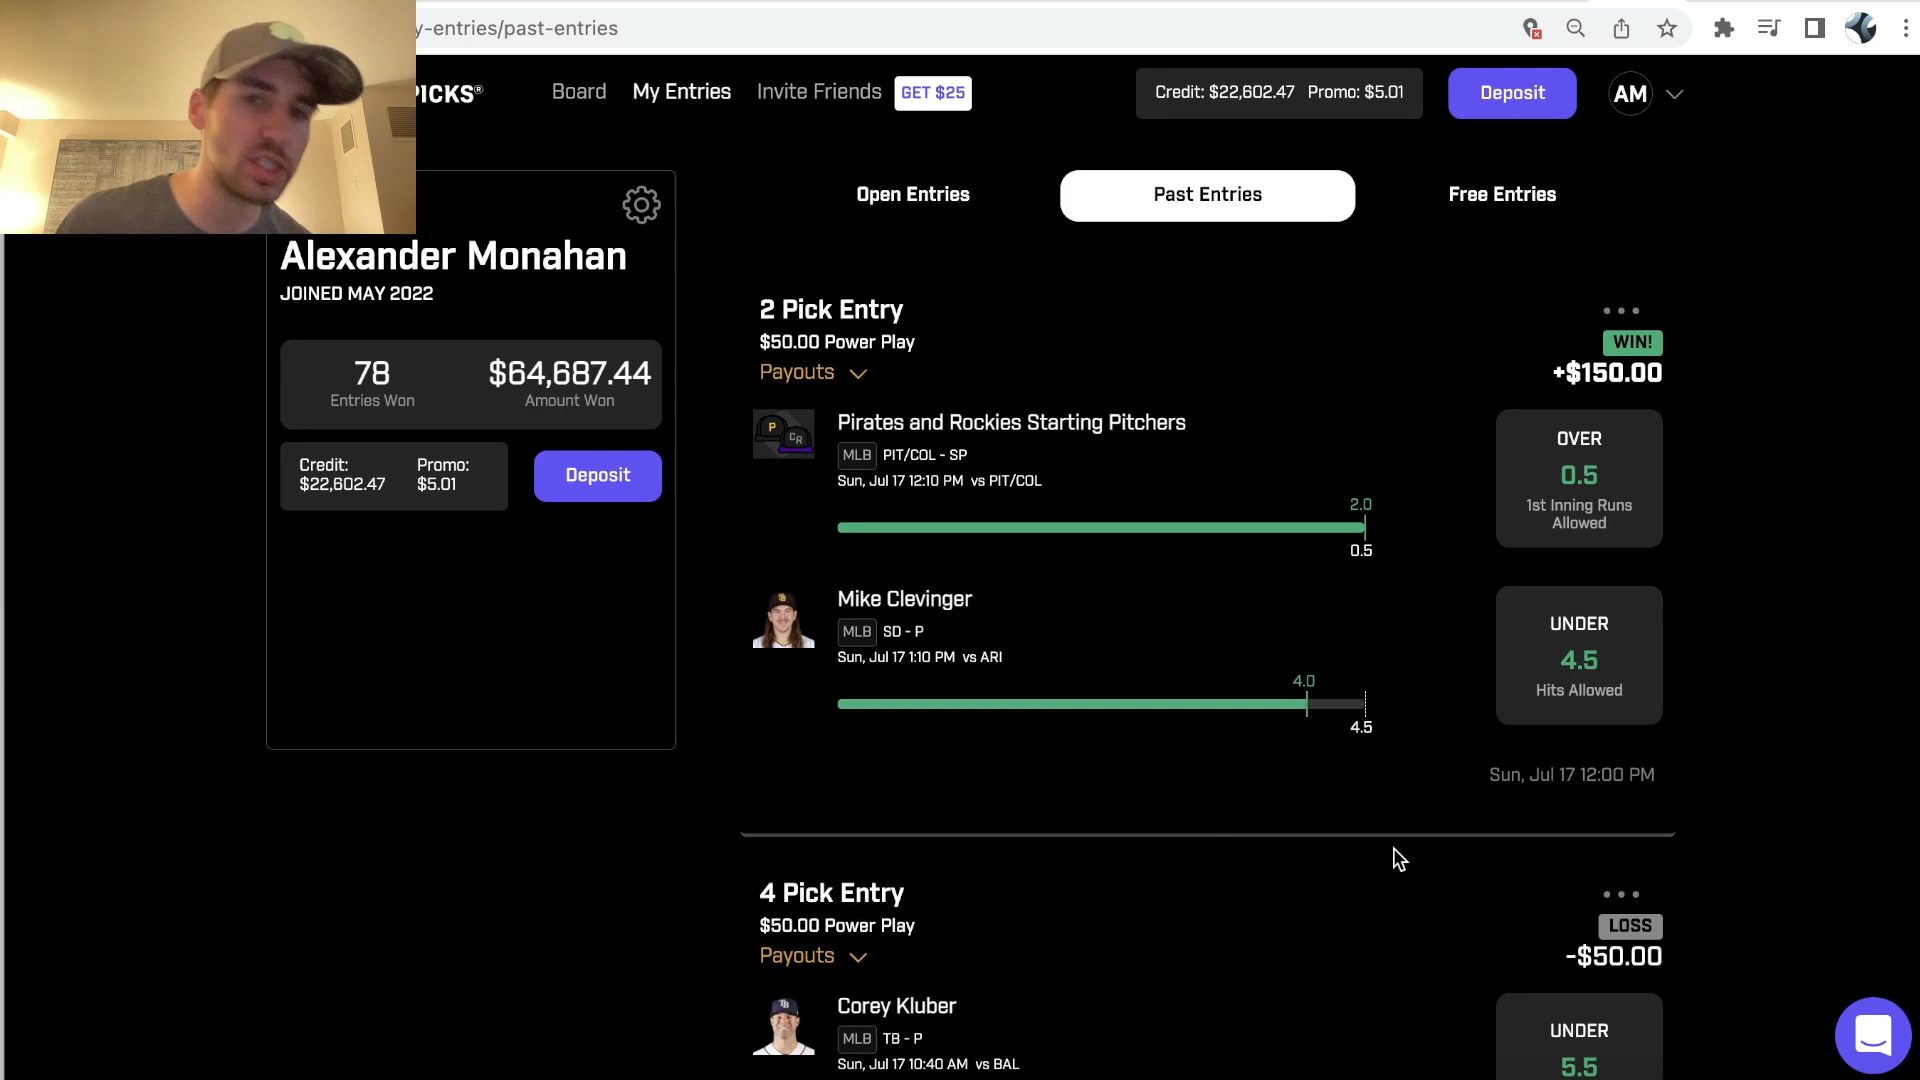 y-entries/past-entries
PICKS®
Board
My Entries
Invite Friends
GET $25
Credit: $22,602.47 Promo: $5.01
Deposit
AM
Open Entries
Past Entries
Free Entries
Alexander Monahan
JOINED MAY 2022
78
Entries Won
$64,687.44
Amount Won
Credit:
$22,602.47
Promo:
$5.01
Deposit
2 Pick Entry
$50.00 Power Play
Payouts
WIN!
+$150.00
P
CR
Pirates and Rockies Starting Pitchers
MLB PIT/COL - SP
Sun, Jul 17 12:10 PM vs PIT/COL
2.0
0.5
OVER
0.5
1st Inning Runs
Allowed
Mike Clevinger
MLB SD - P
Sun, Jul 17 1:10 PM vs ARI
4.0
4.5
UNDER
4.5
Hits Allowed
Sun, Jul 17 12:00 PM
4 Pick Entry
$50.00 Power Play
Payouts
LOSS
-$50.00
TB
Corey Kluber
MLB TB - P
Sun, Jul 17 10:40 AM vs BAL
UNDER
5.5